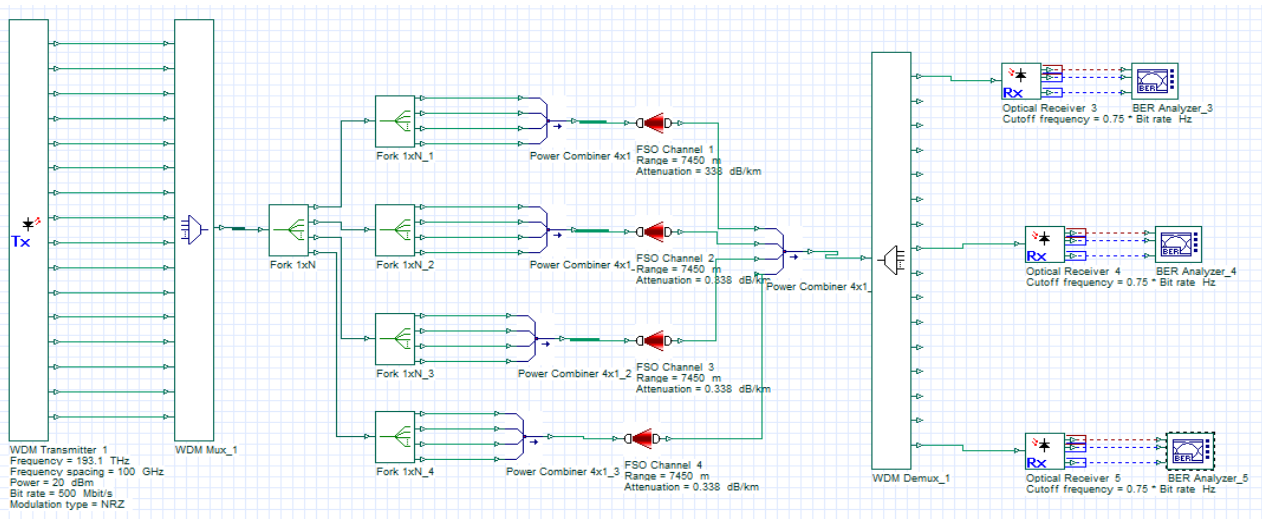 Rx
BER
Optical Receiver_3
Cutoff frequency = 0.75 * Bit rate Hz
BER Analyzer_3
Fork 1xN_1
Power Combiner 4x1
FSO Channel_1
Range = 7450 m
Attenuation = 338 dB/km
Tx
Fork 1xN
Fork 1xN_2
Power Combiner 4x1_
FSO Channel_2
Range = 7450 m
Attenuation = 0.338 dB/km
Power Combiner 4x1_
Rx
BER
Optical Receiver_4
Cutoff frequency = 0.75 * Bit rate Hz
BER Analyzer_4
Fork 1xN_3
Power Combiner 4x1_2
FSO Channel_3
Range = 7450 m
Attenuation = 0.338 dB/km
Fork 1xN_4
Power Combiner 4x1_3
FSO Channel_4
Range = 7450 m
Attenuation = 0.338 dB/km
WDM Transmitter_1
Frequency = 193.1 THz
Frequency spacing = 100 GHz
Power = 20 dBm
Bit rate = 500 Mbit/s
Modulation type = NRZ
WDM Mux_1
WDM Demux_1
Rx
BER
Optical Receiver_5
Cutoff frequency = 0.75 * Bit rate Hz
BER Analyzer_5